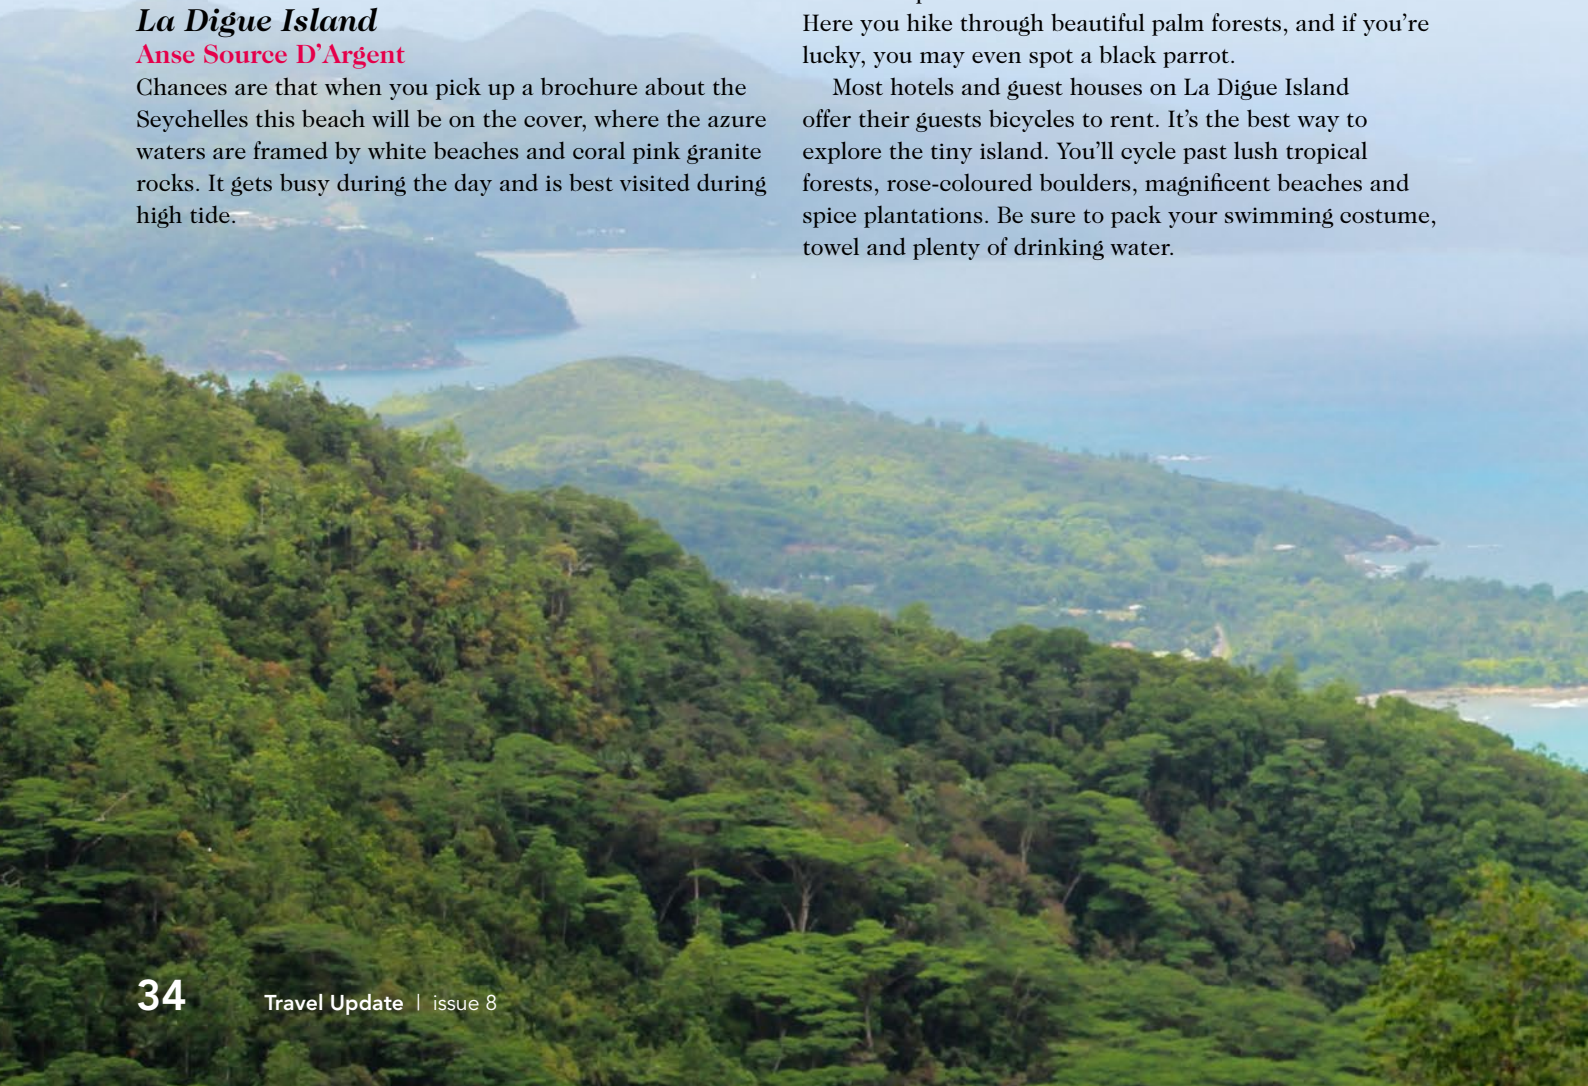 La Digue Island
Anse Source D’Argent
Chances are that when you pick up a brochure about the
Seychelles this beach will be on the cover, where the azure
waters are framed by white beaches and coral pink granite
rocks. It gets busy during the day and is best visited during
high tide.
Here you hike through beautiful palm forests, and if you’re
lucky, you may even spot a black parrot.
Most hotels and guest houses on La Digue Island
offer their guests bicycles to rent. It’s the best way to
explore the tiny island. You’ll cycle past lush tropical
forests, rose-coloured boulders, magnificent beaches and
spice plantations. Be sure to pack your swimming costume,
towel and plenty of drinking water.
34 Travel Update | issue 8